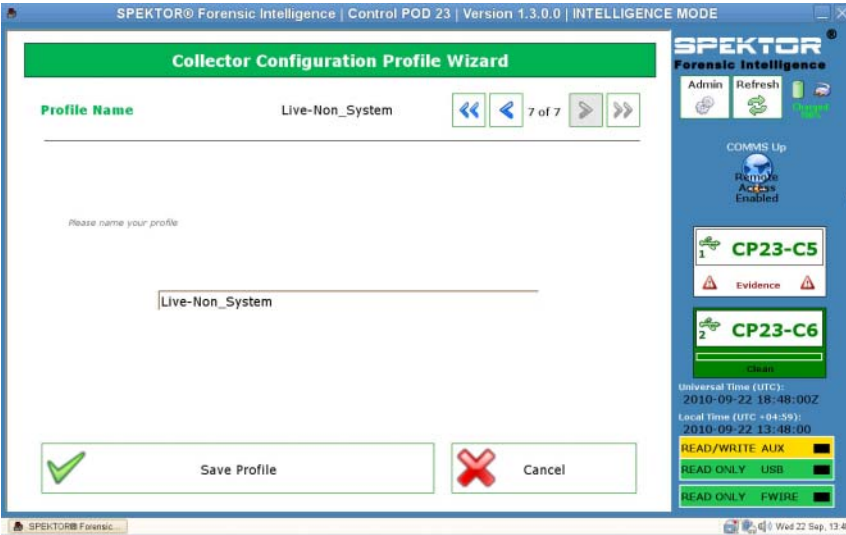 SPEKTOR® Forensic Intelligence | Control POD 23 | Version 1.3.0.0 | INTELLIGENCE MODE
Collector Configuration Profile Wizard
Profile Name
Live-Non_System
7 of 7
Please name your profile
Live-Non_System
Save Profile
Cancel
SPEKTOR®
Forensic Intelligence
Admin
Refresh
Charged
COMMS Up
Remote
Access
Enabled
1
CP23-C5
Evidence
2
CP23-C6
Clean
Universal Time (UTC):
2010-09-22 18:48:00Z
Local Time (UTC +04:59):
2010-09-22 13:48:00
READ/WRITE AUX
READ ONLY USB
READ ONLY FWIRE
SPEKTOR® Forensic...
Wed 22 Sep, 13:4